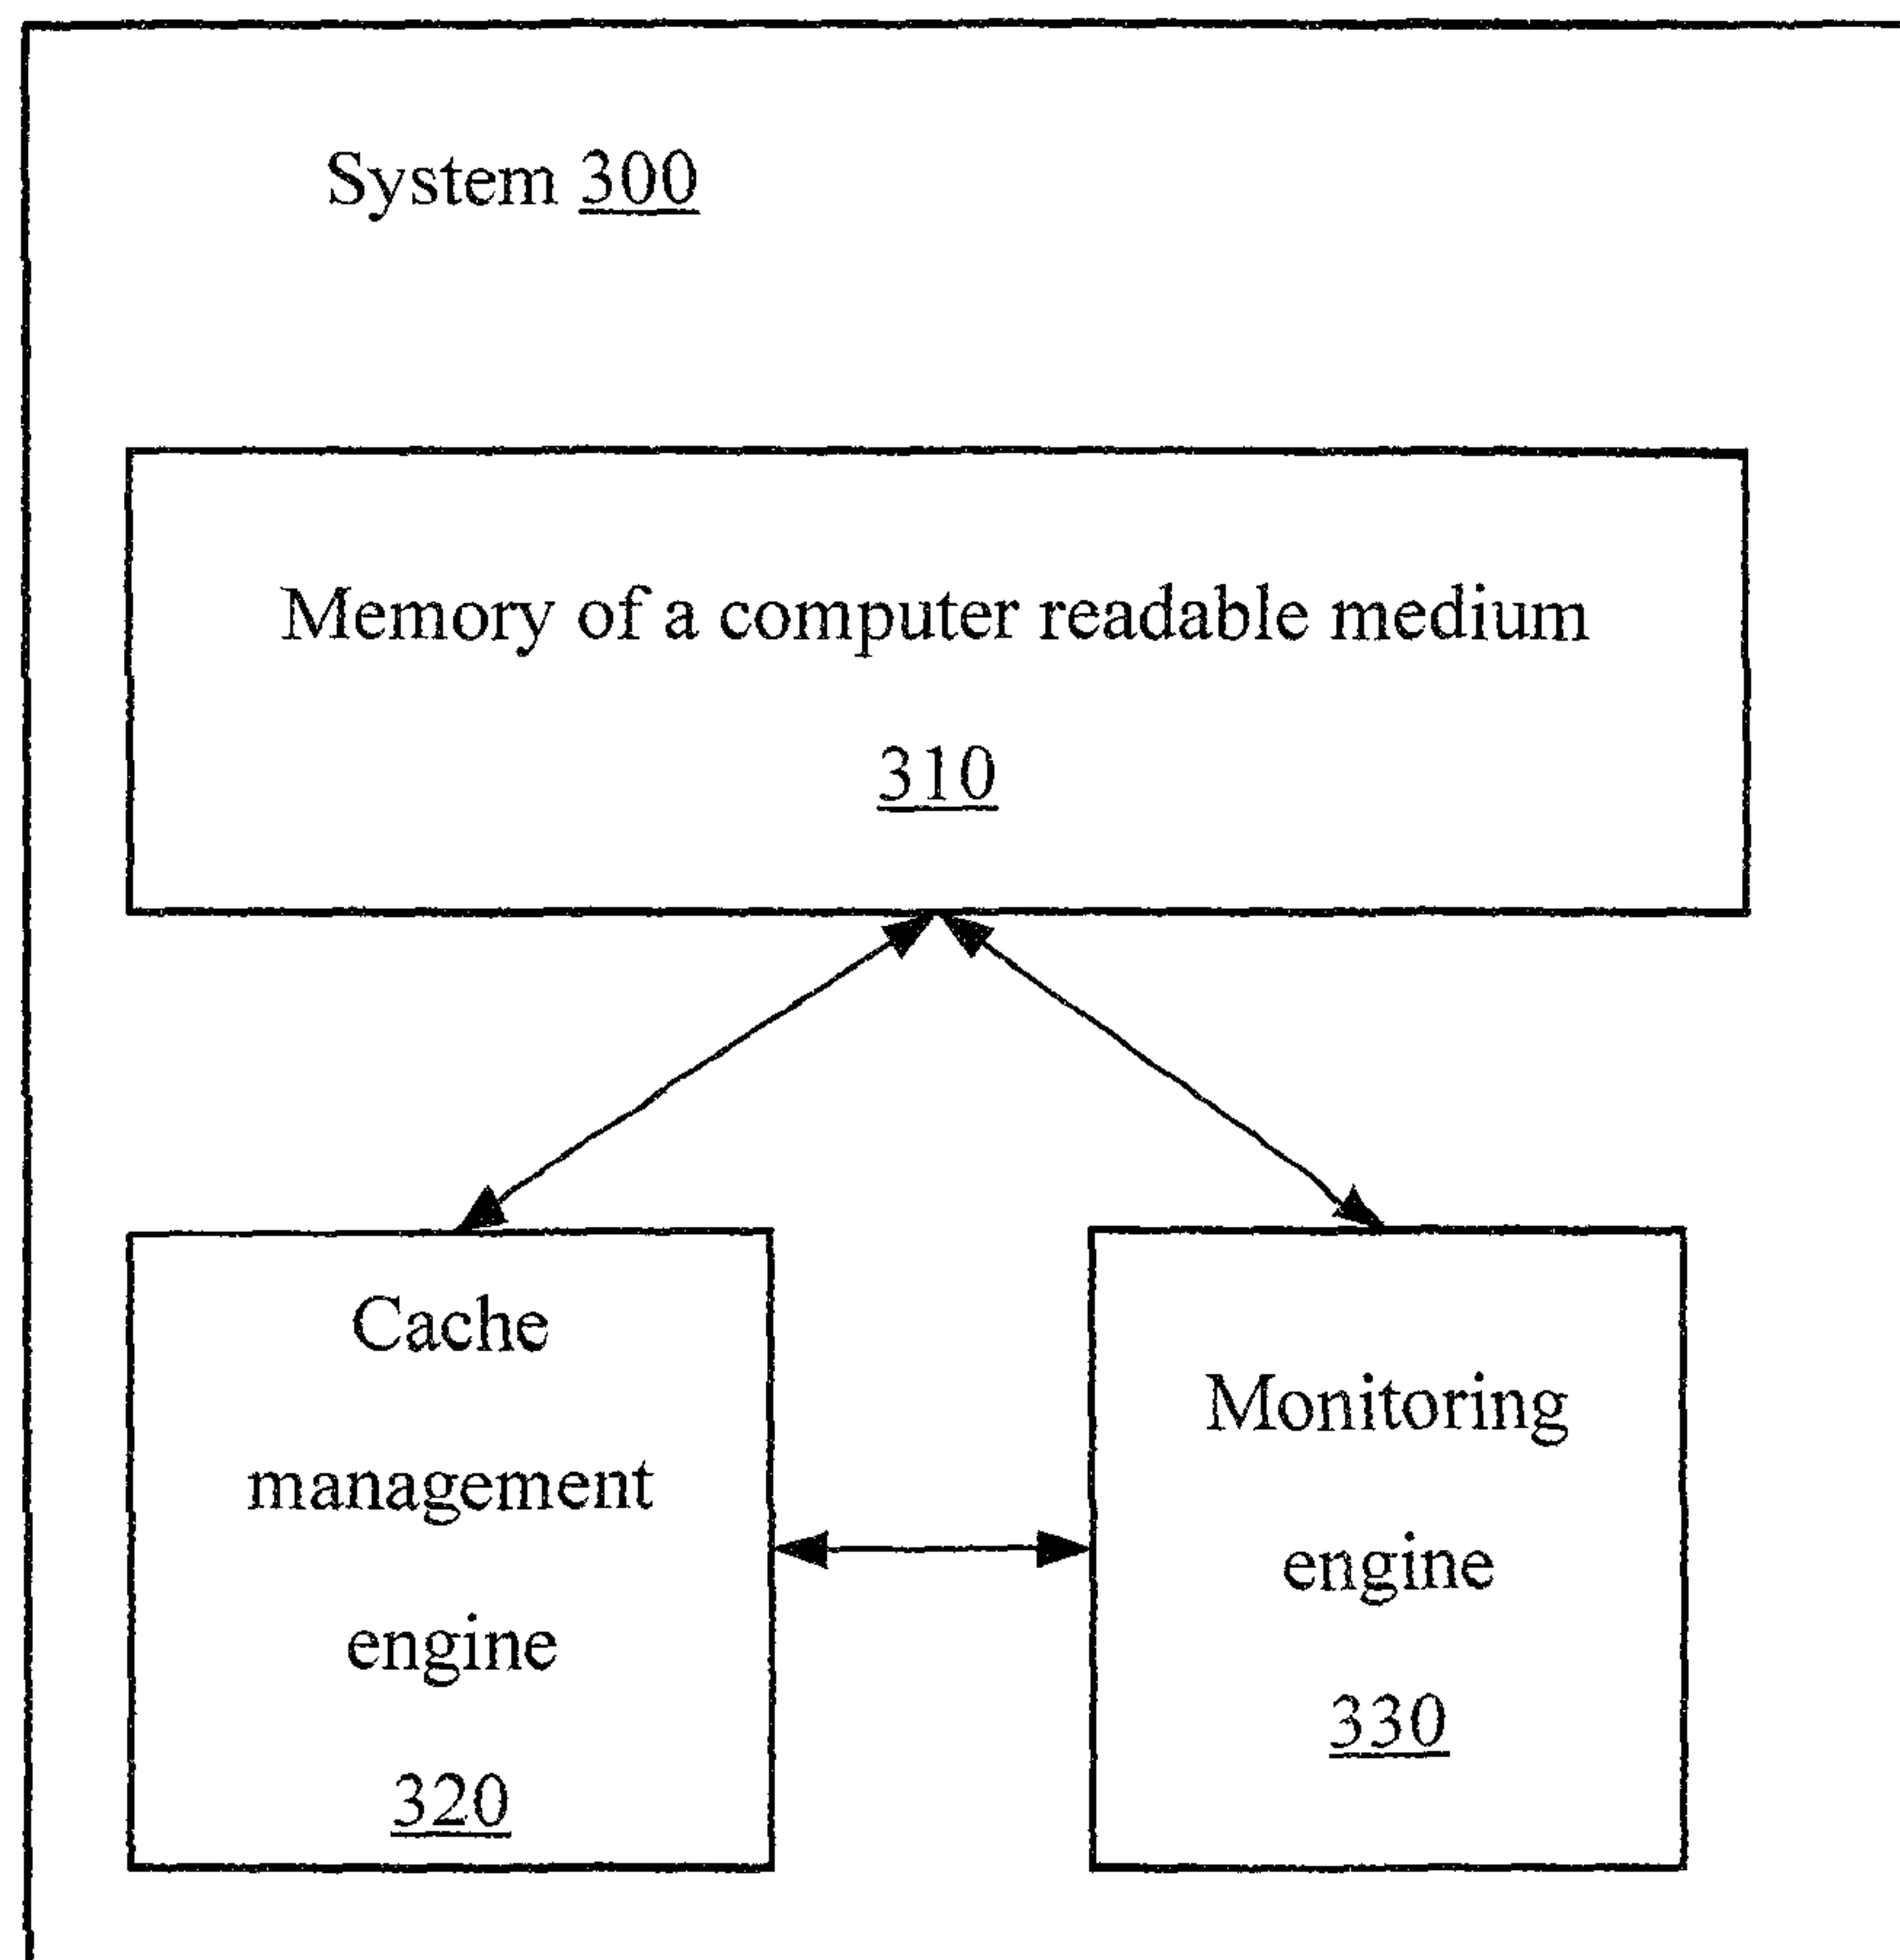 System 300
Memory of a computer readable medium
310
Cache
management
engine
320
Monitoring
engine
330